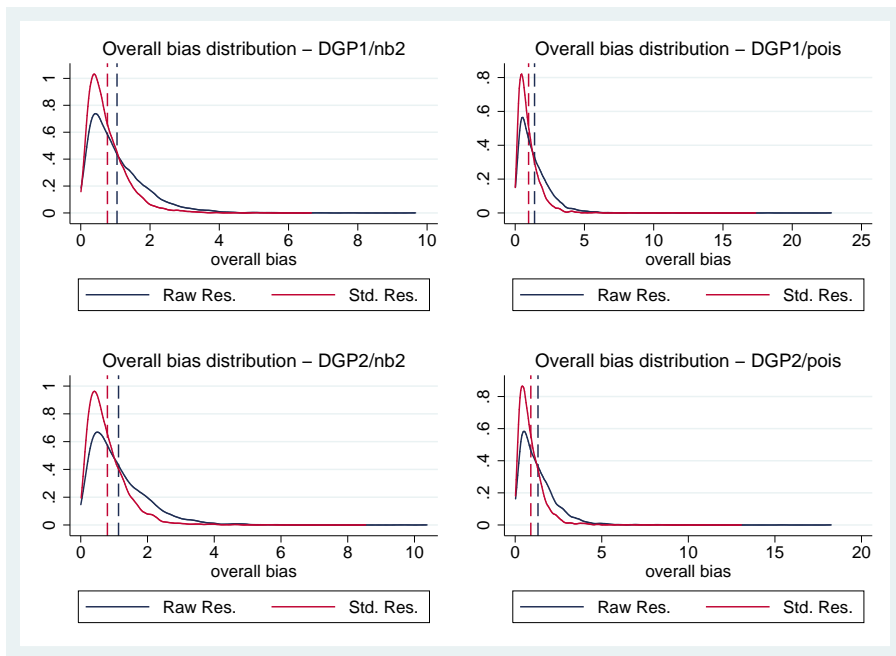 Overall bias distribution – DGP1/nb2
1
.8
.6
.4
.2
0
0 2 4 6 8 10
overall bias
Raw Res. Std. Res.
Overall bias distribution – DGP1/pois
.8
.6
.4
.2
0
0 5 10 15 20 25
overall bias
Raw Res. Std. Res.
Overall bias distribution – DGP2/nb2
1
.8
.6
.4
.2
0
0 2 4 6 8 10
overall bias
Raw Res. Std. Res.
Overall bias distribution – DGP2/pois
.8
.6
.4
.2
0
0 5 10 15 20
overall bias
Raw Res. Std. Res.